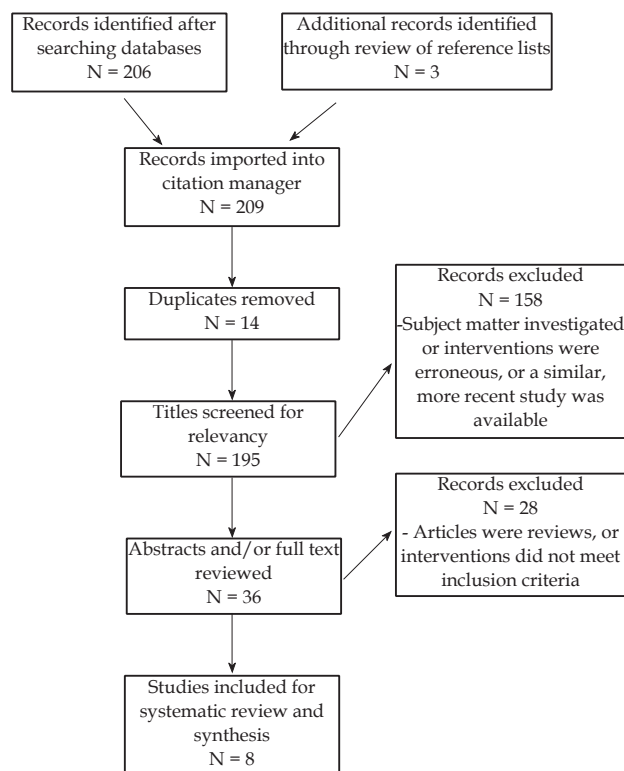 Records identified after
searching databases
N = 206
Additional records identified
through review of reference lists
N = 3
Records imported into
citation manager
N = 209
Duplicates removed
N = 14
Records excluded
N = 158
-Subject matter investigated
or interventions were
erroneous, or a similar,
more recent study was
available
Titles screened for
relevancy
N = 195
Records excluded
N = 28
- Articles were reviews, or
interventions did not meet
inclusion criteria
Abstracts and/or full text
reviewed
N = 36
Studies included for
systematic review and
synthesis
N = 8